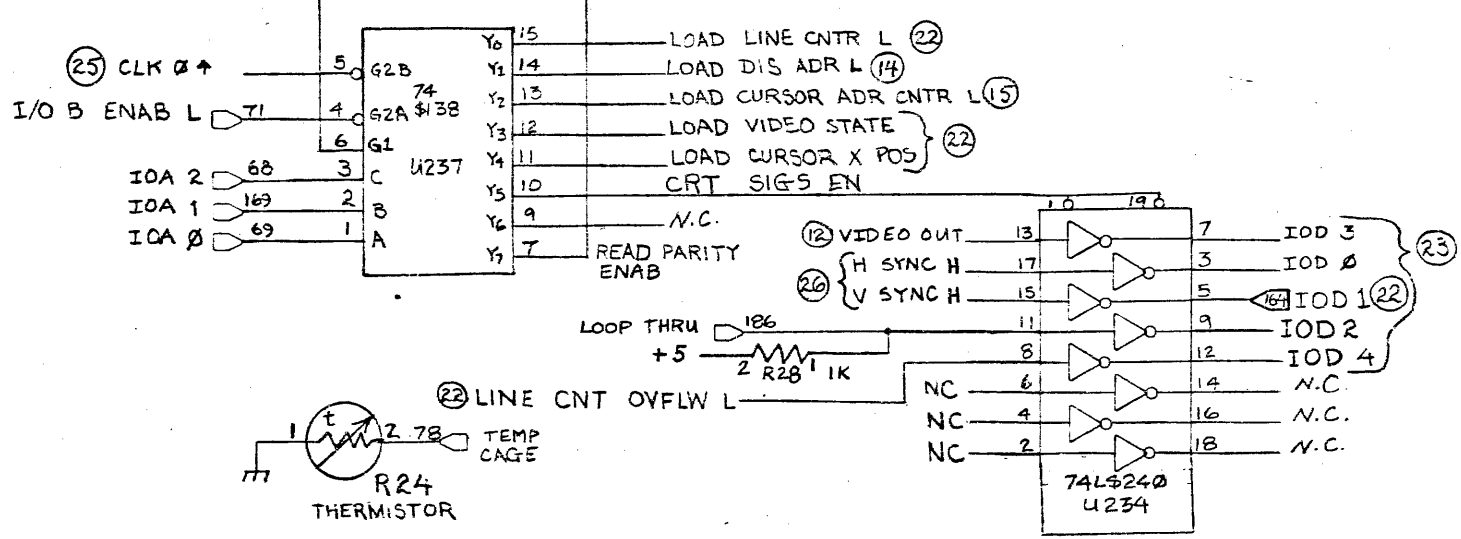 15 LOAD LINE CNTR L 22
Y0
25 CLK Ø↑ 5 G2B
Y1 14 LOAD DIS ADR L 14
74
$138
Y2 13 LOAD CURSOR ADR CNTR L 15
I/O B ENAB L 71 4 G2A
Y3 12 LOAD VIDEO STATE
22
6 G1
Y4 11 LOAD CURSOR X POS
U237
IOA 2 68 3 C
Y5 10 CRT SIGS EN
IOA 1 169 2 B
Y6 9 N.C.
IOA Ø 69 1 A
Y7 7 READ PARITY
ENAB
1 19
12 VIDEO OUT 13 7 IOD 3
23
26 H SYNC H 17 3 IOD Ø
V SYNC H 15 5 164 IOD 1 22
LOOP THRU 186 11 9 IOD 2
+5 2 R28 1 1K
8 12 IOD 4
22 LINE CNT OVFLW L
NC 6 14 N.C.
NC 4 16 N.C.
NC 2 18 N.C.
74L$24Ø
U234
t
1 2 78 TEMP
CAGE
R24
THERMISTOR